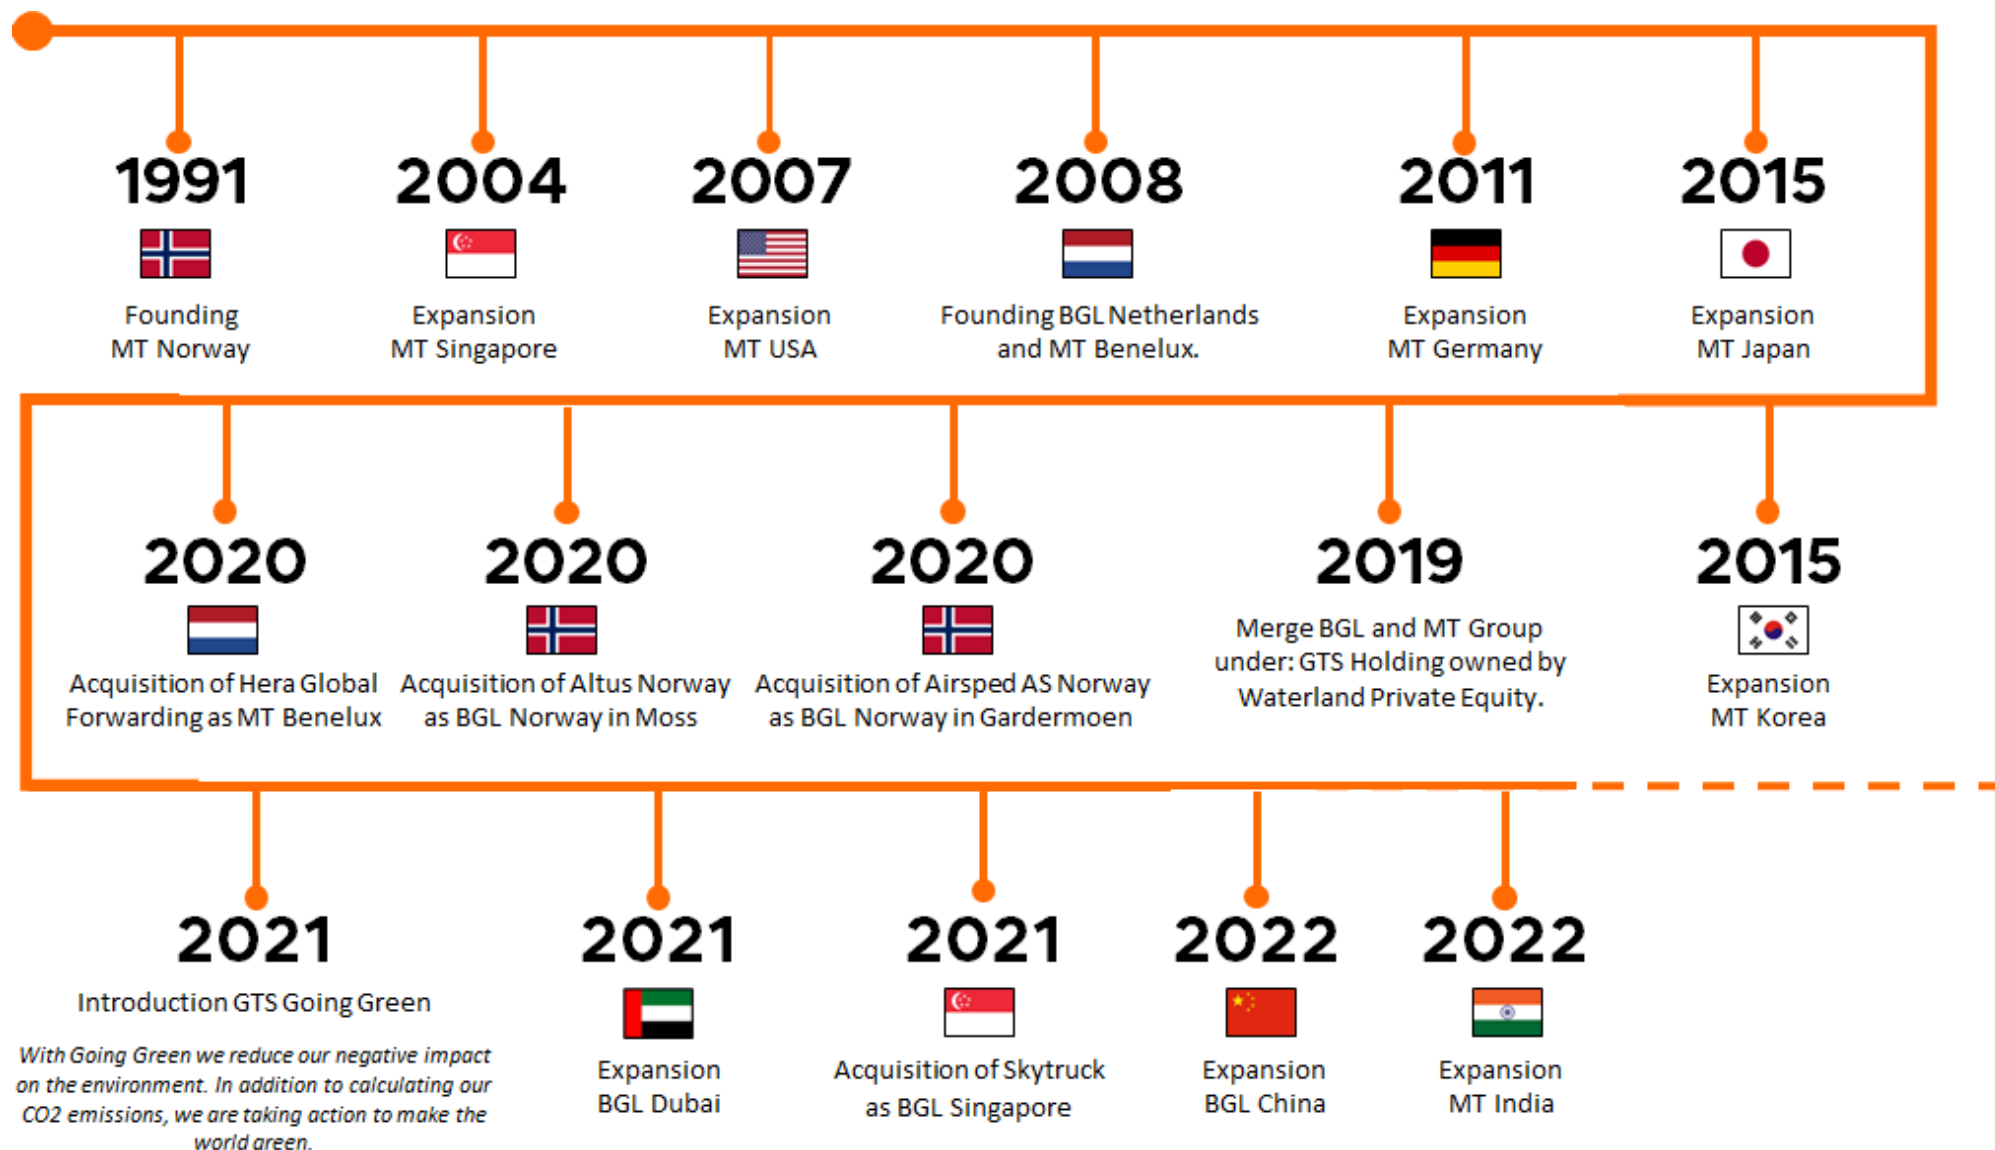 1991
Founding
MT Norway
2004
Expansion
MT Singapore
2007
Expansion
MT USA
2008
Founding BGL Netherlands
and MT Benelux.
2011
Expansion
MT Germany
2015
Expansion
MT Japan
2015
Expansion
MT Korea
2019
Merge BGL and MT Group
under: GTS Holding owned by
Waterland Private Equity.
2020
Acquisition of Airsped AS Norway
as BGL Norway in Gardermoen
2020
Acquisition of Altus Norway
as BGL Norway in Moss
2020
Acquisition of Hera Global
Forwarding as MT Benelux
2021
Introduction GTS Going Green
With Going Green we reduce our negative impact
on the environment. In addition to calculating our
CO2 emissions, we are taking action to make the
world green.
2021
Expansion
BGL Dubai
2021
Acquisition of Skytruck
as BGL Singapore
2022
Expansion
BGL China
2022
Expansion
MT India